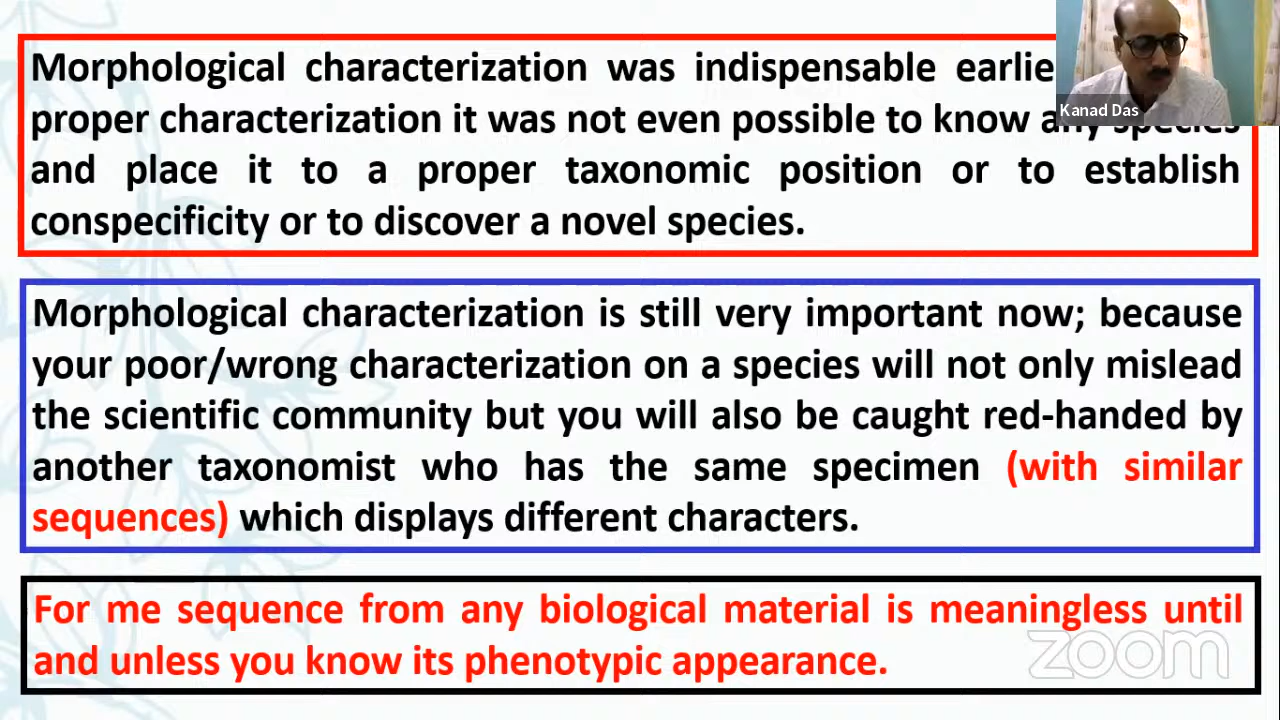 Morphological characterization was indispensable earlie
Kanad Das
proper characterization it was not even possible to know any species
and place it to a proper taxonomic position or to establish
conspecificity or to discover a novel species.
Morphological characterization is still very important now; because
your poor/wrong characterization on a species will not only mislead
the scientific community but you will also be caught red-handed by
another taxonomist who has the same specimen (with similar
sequences) which displays different characters.
For me sequence from any biological material is meaningless until
and unless you know its phenotypic appearance.
zoom